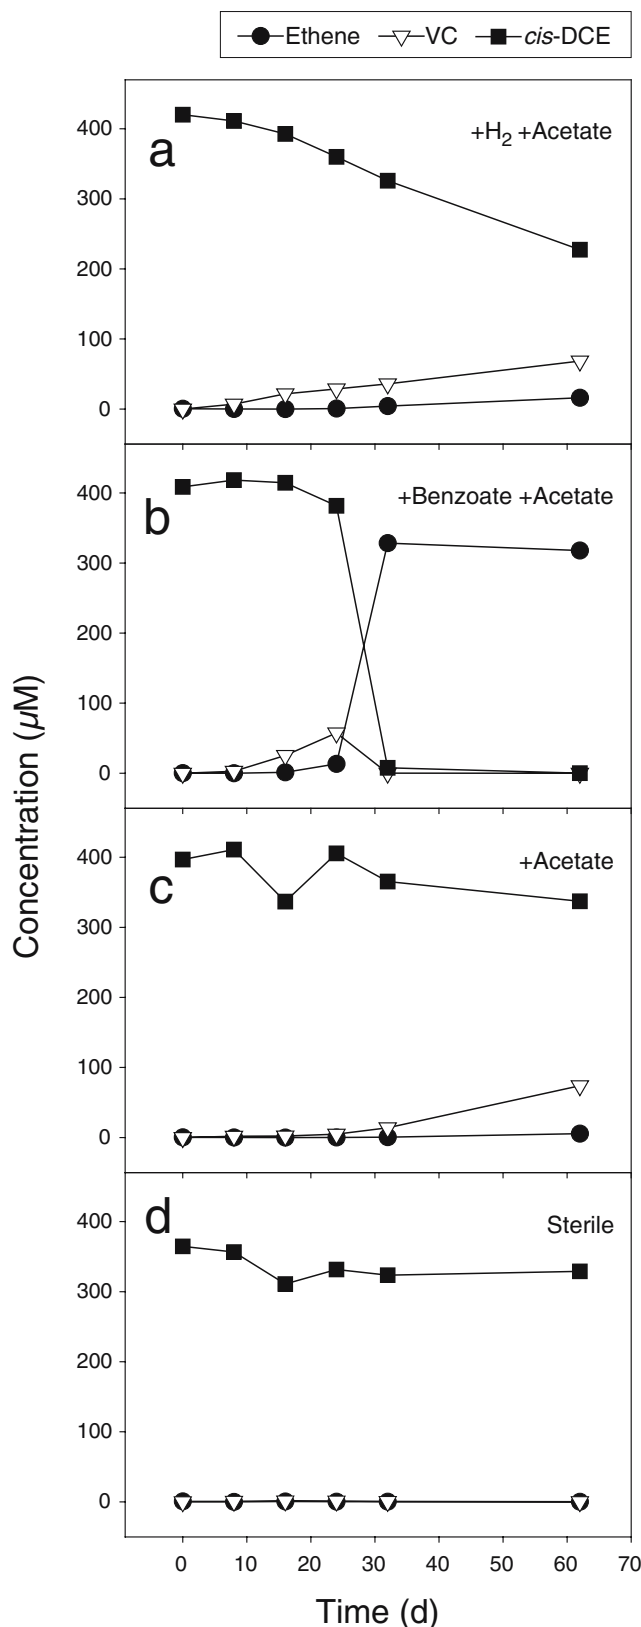 Ethene VC cis-DCE
a +H2 +Acetate
400
300
200
100
0
b +Benzoate +Acetate
400
300
200
100
0
Concentration (µM)
c +Acetate
400
300
200
100
0
d Sterile
400
300
200
100
0
0 10 20 30 40 50 60 70
Time (d)